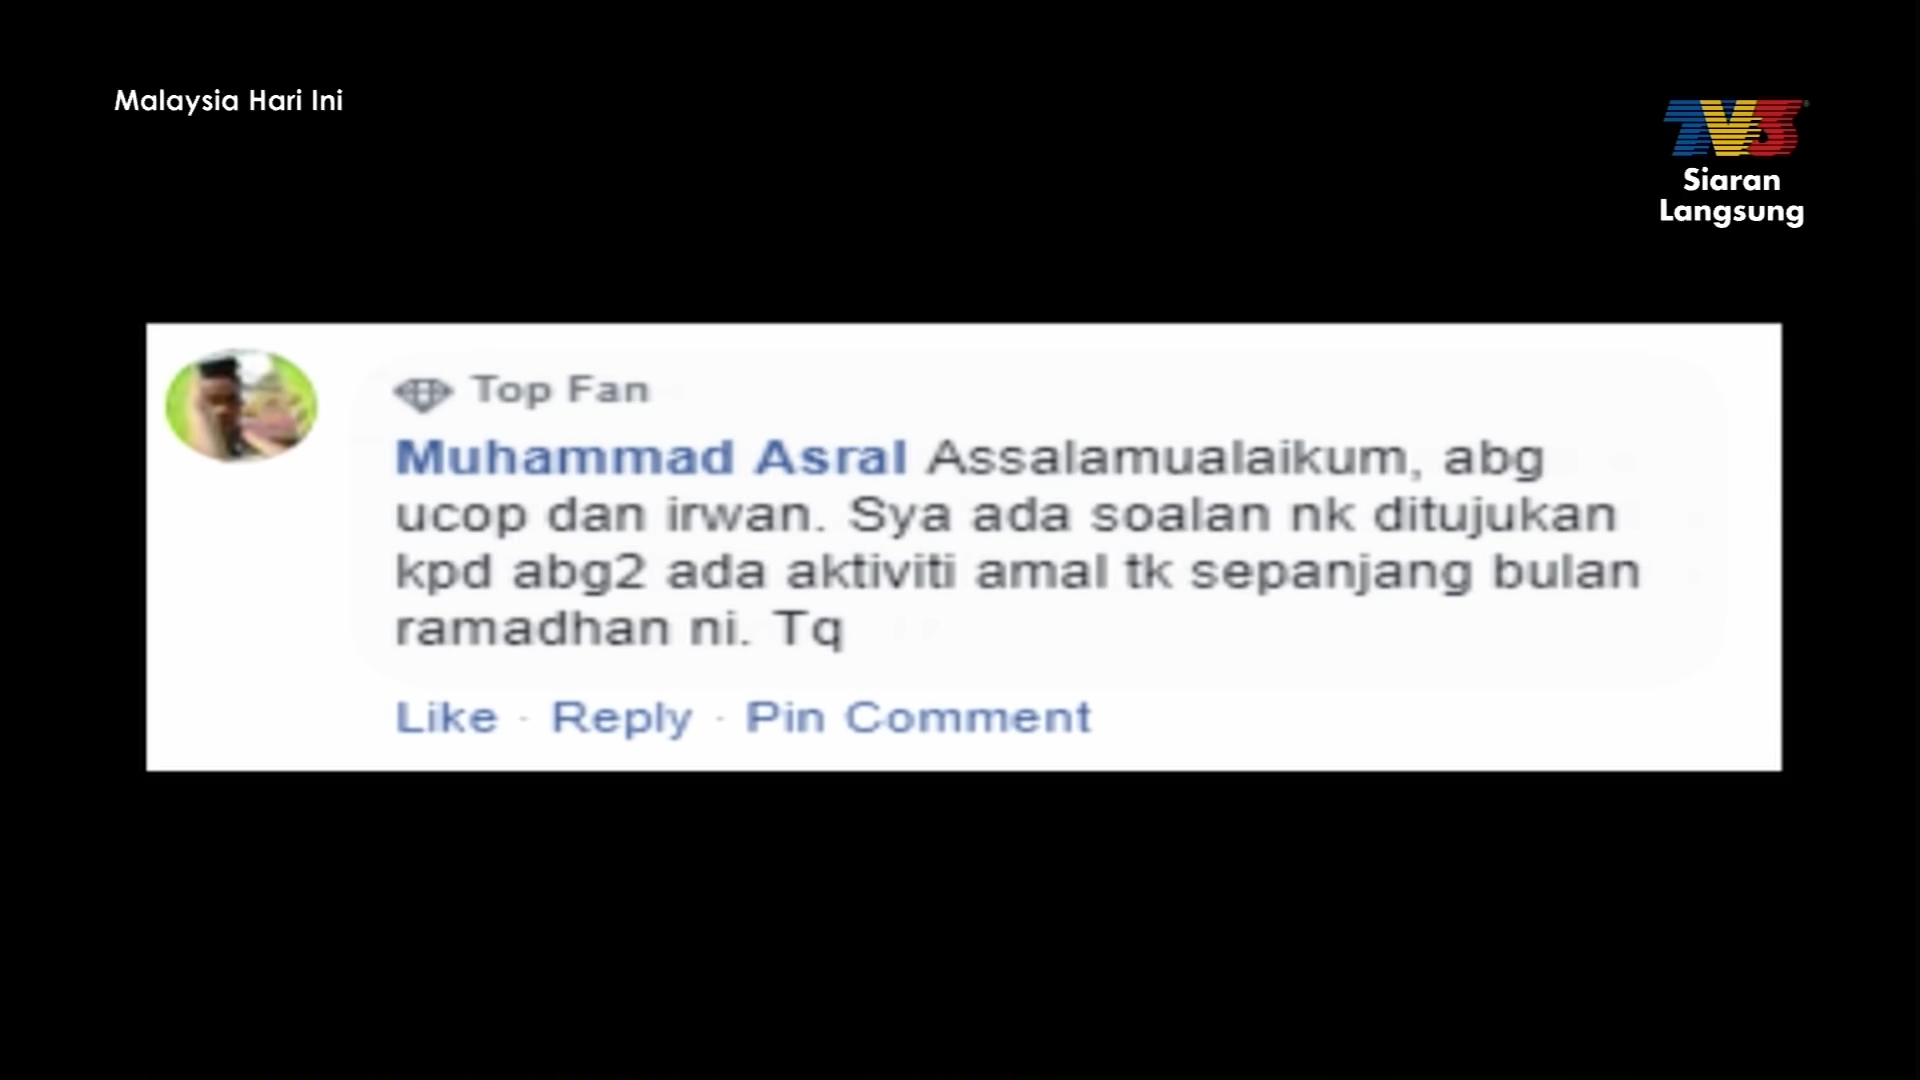 Malaysia Hari Ini
TV3
Siaran
Langsung
Top Fan
Muhammad Asral Assalamualaikum, abg
ucop dan irwan. Sya ada soalan nk ditujukan
kpd abg2 ada aktiviti amal tk sepanjang bulan
ramadhan ni. Tq
Like · Reply · Pin Comment